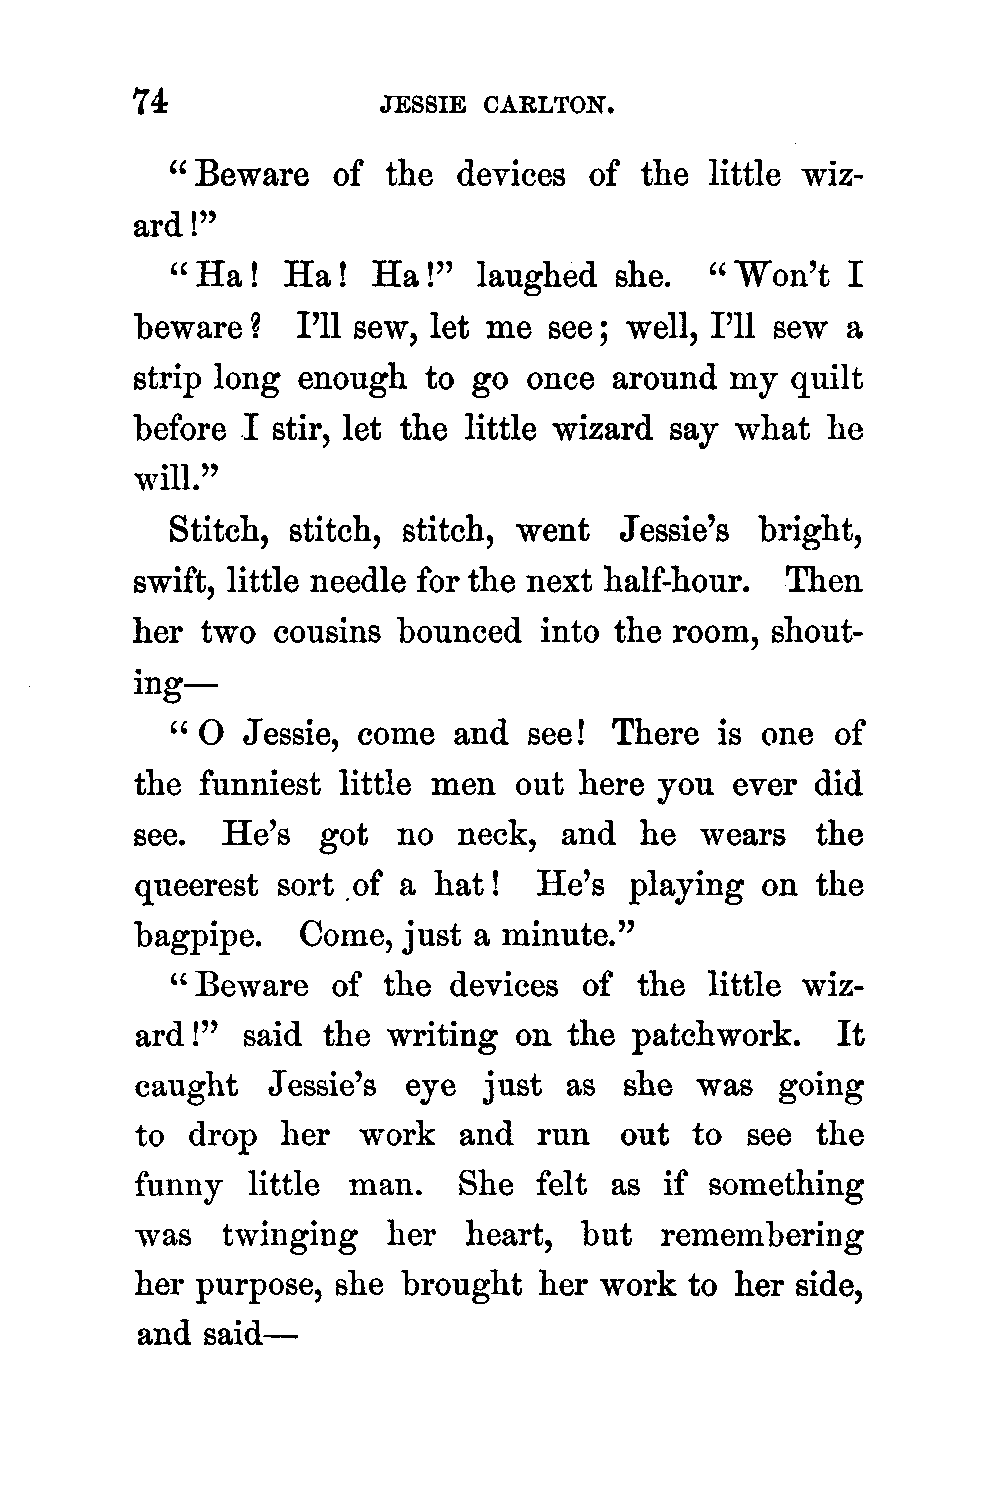 74 JESSIE CARLTON.
“Beware of the devices of the little wiz-
ard!”
“Ha! Ha! Ha!” laughed she. “Won’t I
beware? I’ll sew, let me see; well, I’ll sew a
strip long enough to go once around my quilt
before I stir, let the little wizard say what he
will.”
Stitch, stitch, stitch, went Jessie’s bright,
swift, little needle for the next half-hour. Then
her two cousins bounced into the room, shout-
ing—
“O Jessie, come and see! There is one of
the funniest little men out here you ever did
see. He’s got no neck, and he wears the
queerest sort of a hat! He’s playing on the
bagpipe. Come, just a minute.”
“Beware of the devices of the little wiz-
ard!” said the writing on the patchwork. It
caught Jessie’s eye just as she was going
to drop her work and run out to see the
funny little man. She felt as if something
was twinging her heart, but remembering
her purpose, she brought her work to her side,
and said—